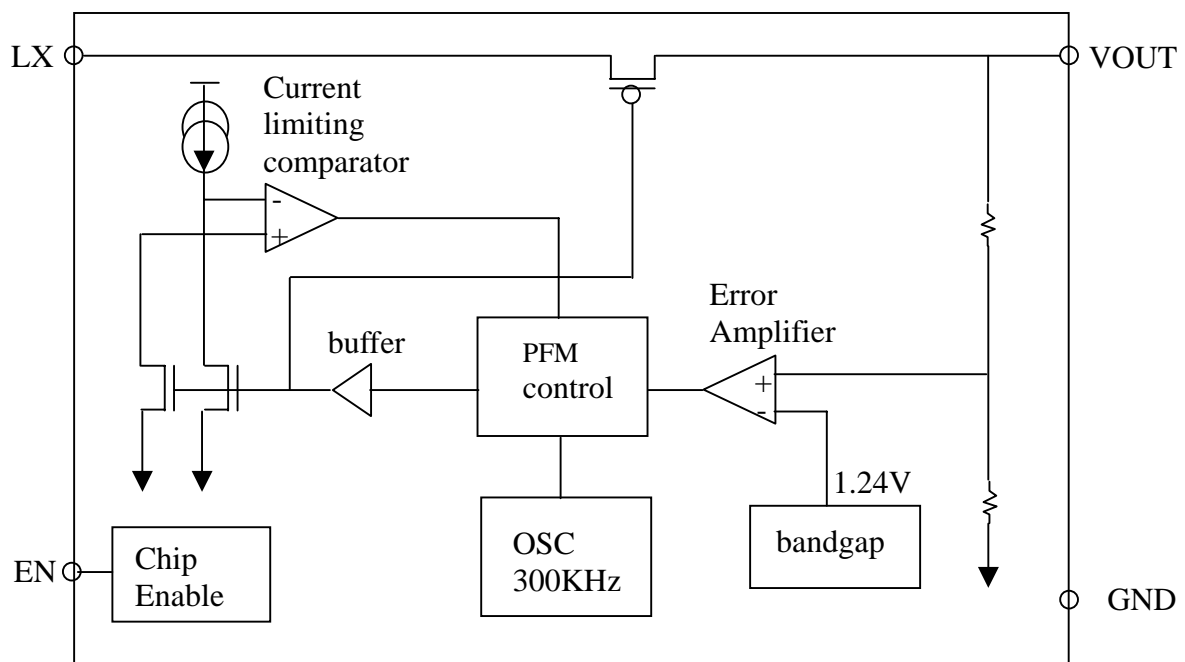 LX
VOUT
Current
limiting
comparator
-
+
Error
Amplifier
buffer
PFM
control
+
-
1.24V
OSC
300KHz
bandgap
EN
Chip
Enable
GND